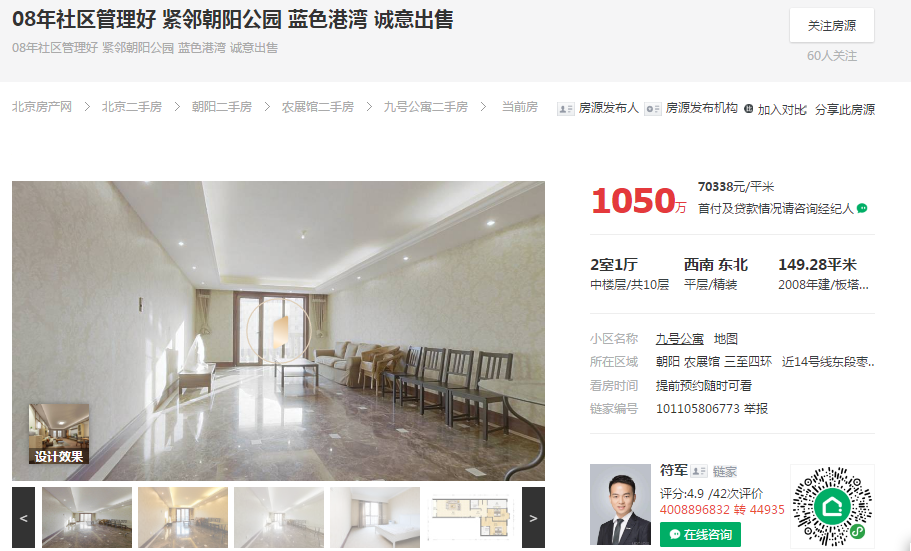 08年社区管理好 紧邻朝阳公园 蓝色港湾 诚意出售
08年社区管理好 紧邻朝阳公园 蓝色港湾 诚意出售
关注房源
60人关注
北京房产网 > 北京二手房 > 朝阳二手房 > 农展馆二手房 > 九号公寓二手房 > 当前房
房源发布人 房源发布机构 加入对比 分享此房源
1050万
70338元/平米
首付及贷款情况请咨询经纪人
2室1厅 西南 东北 149.28平米
中楼层/共10层 平层/精装 2008年建/板塔...
小区名称 九号公寓 地图
所在区域 朝阳 农展馆 三至四环 近14号线东段枣..
看房时间 提前预约随时可看
链家编号 101105806773 举报
设计效果
< >
符军 链家
评分:4.9 /42次评价
4008896832 转 44935
在线咨询